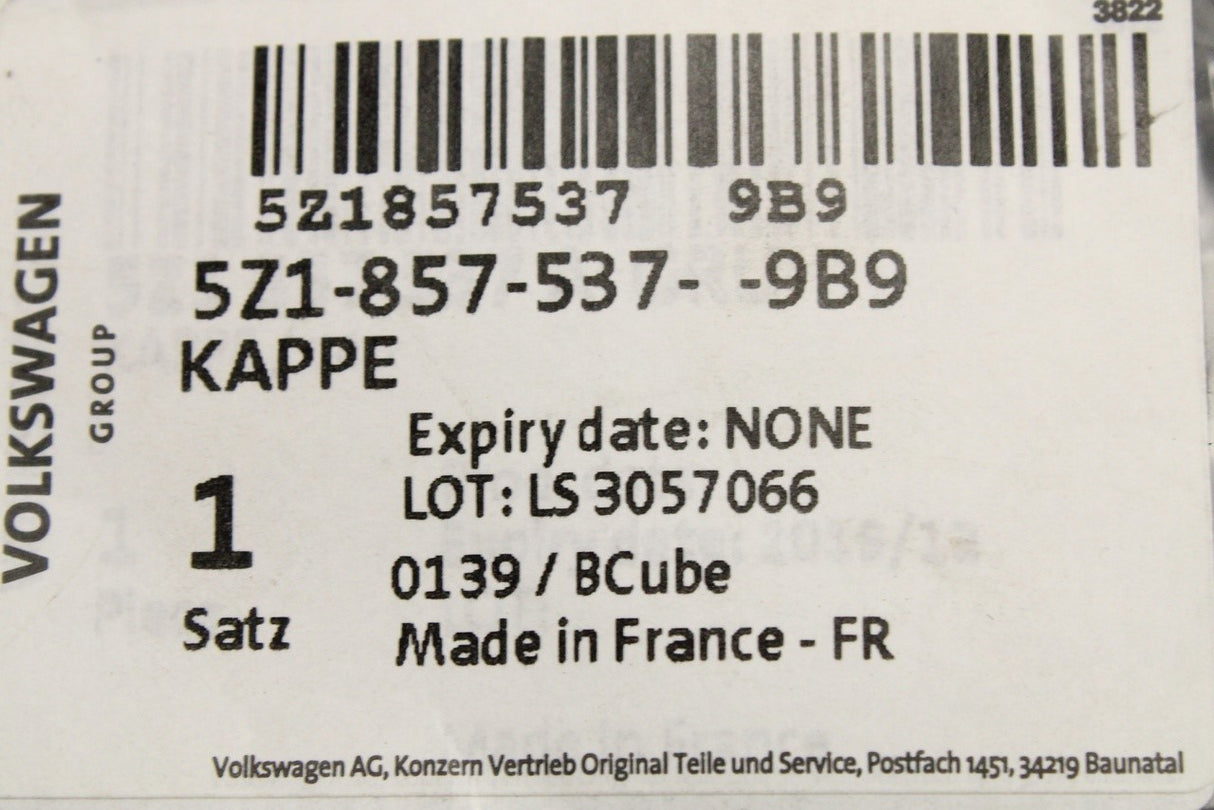 3822
5Z1857537 9B9
5Z1-857-537- -9B9
KAPPE
Expiry date: NONE
LOT: LS 3057066
1
0139 / BCube
Satz
Made in France - FR
VOLKSWAGEN
GROUP
Volkswagen AG, Konzern Vertrieb Original Teile und Service, Postfach 1451, 34219 Baunatal